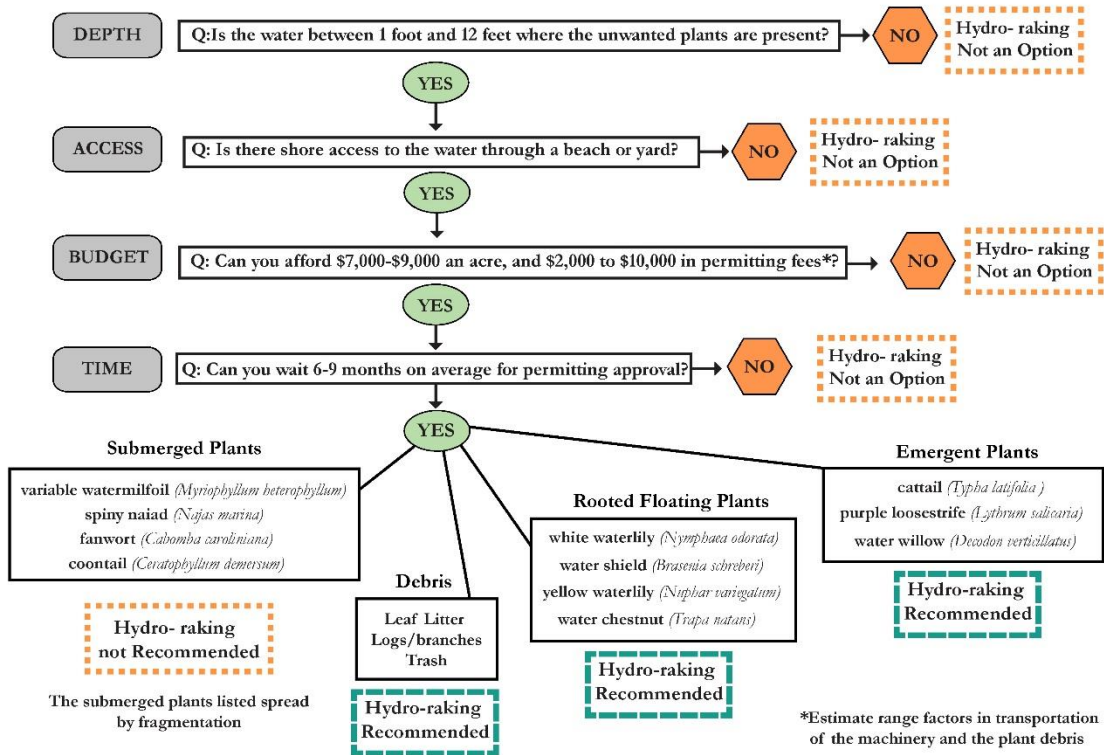 DEPTH
Q:Is the water between 1 foot and 12 feet where the unwanted plants are present?
NO
Hydro- raking
Not an Option
YES
ACCESS
Q: Is there shore access to the water through a beach or yard?
NO
Hydro- raking
Not an Option
YES
BUDGET
Q: Can you afford $7,000-$9,000 an acre, and $2,000 to $10,000 in permitting fees*?
NO
Hydro- raking
Not an Option
YES
TIME
Q: Can you wait 6-9 months on average for permitting approval?
NO
Hydro- raking
Not an Option
YES
Submerged Plants
variable watermilfoil (Myriophyllum heterophyllum)
spiny naiad (Najas marina)
fanwort (Cabomba caroliniana)
coontail (Ceratophyllum demersum)
Hydro- raking
not Recommended
The submerged plants listed spread
by fragmentation
Debris
Leaf Litter
Logs/branches
Trash
Hydro-raking
Recommended
Rooted Floating Plants
white waterlily (Nymphaea odorata)
water shield (Brasenia schreberi)
yellow waterlily (Nuphar variegatum)
water chestnut (Trapa natans)
Hydro-raking
Recommended
Emergent Plants
cattail (Typha latifolia )
purple loosestrife (Lythrum salicaria)
water willow (Decodon verticillatus)
Hydro-raking
Recommended
*Estimate range factors in transportation
of the machinery and the plant debris